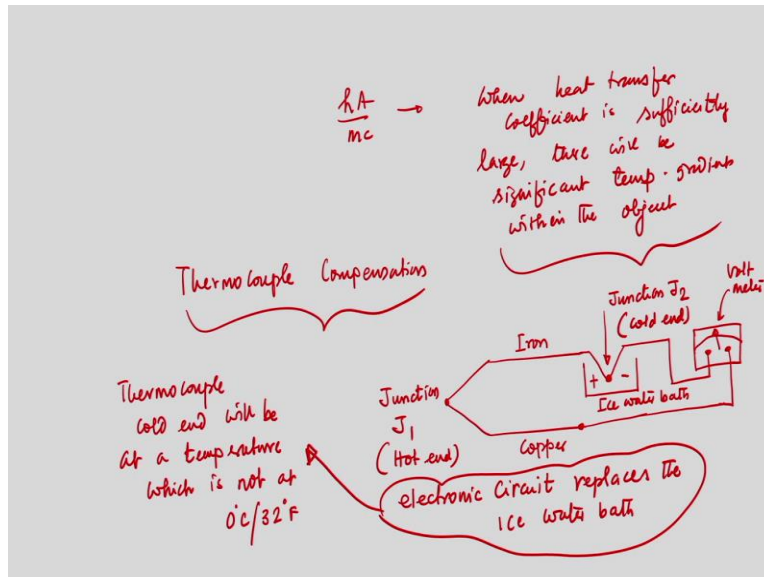 hA
mc
When heat transfer
coefficient is sufficiently
large, there will be
significant temp. gradients
within the object
Thermocouple Compensation
Thermocouple
cold end will be
at a temperature
which is not at
0°C/32°F
Junction
J1
(Hot end)
Iron
Copper
Junction J2
(cold end)
+ -
Ice water bath
Volt
meter
electronic circuit replaces the
ice water bath